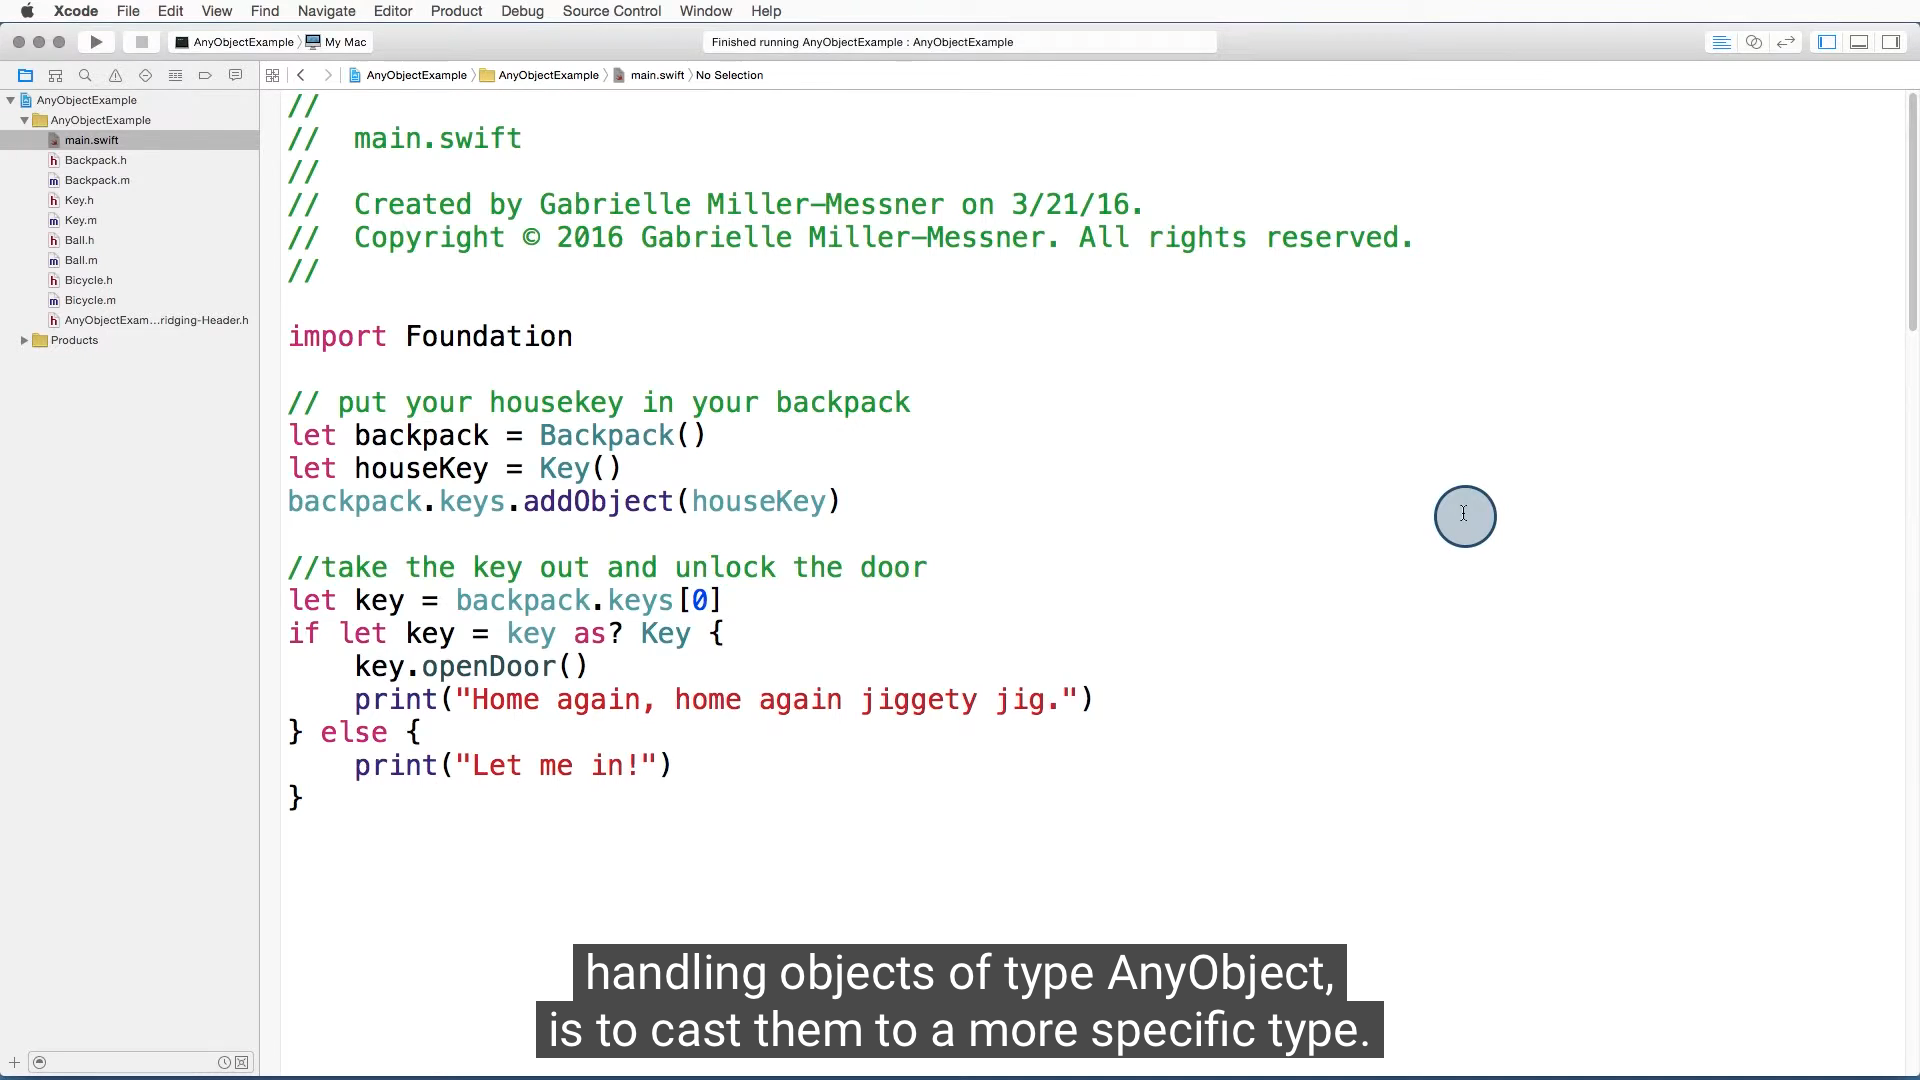 Xcode File Edit View Find Navigate Editor Product Debug Source Control Window Help
AnyObjectExample My Mac
Finished running AnyObjectExample : AnyObjectExample
AnyObjectExample AnyObjectExample main.swift No Selection
AnyObjectExample
AnyObjectExample
main.swift
Backpack.h
Backpack.m
Key.h
Key.m
Ball.h
Ball.m
Bicycle.h
Bicycle.m
AnyObjectExam...ridging-Header.h
Products
//
// main.swift
//
// Created by Gabrielle Miller-Messner on 3/21/16.
// Copyright © 2016 Gabrielle Miller-Messner. All rights reserved.
//
import Foundation
// put your housekey in your backpack
let backpack = Backpack()
let houseKey = Key()
backpack.keys.addObject(houseKey)
//take the key out and unlock the door
let key = backpack.keys[0]
if let key = key as? Key {
key.openDoor()
print("Home again, home again jiggety jig.")
} else {
print("Let me in!")
}
handling objects of type AnyObject,
is to cast them to a more specific type.